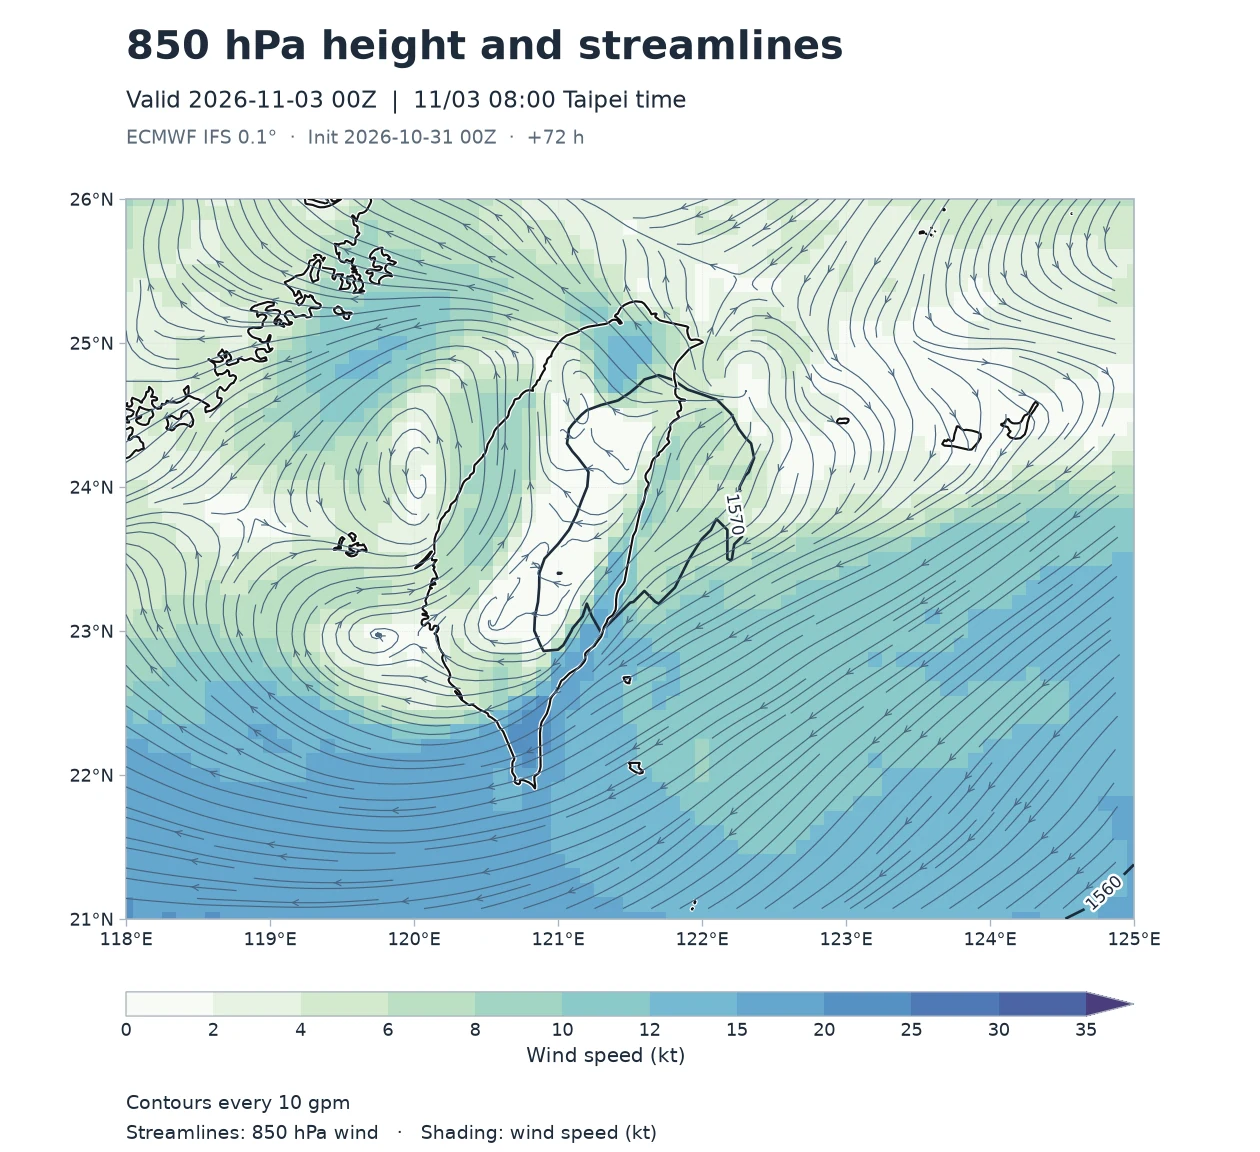 850 hPa height and streamlines
Valid 2026-11-03 00Z | 11/03 08:00 Taipei time
ECMWF IFS 0.1° · Init 2026-10-31 00Z · +72 h
26°N
25°N
24°N
1570
23°N
22°N
1560
21°N
118°E 119°E 120°E 121°E 122°E 123°E 124°E 125°E
0 2 4 6 8 10 12 15 20 25 30 35
Wind speed (kt)
Contours every 10 gpm
Streamlines: 850 hPa wind · Shading: wind speed (kt)